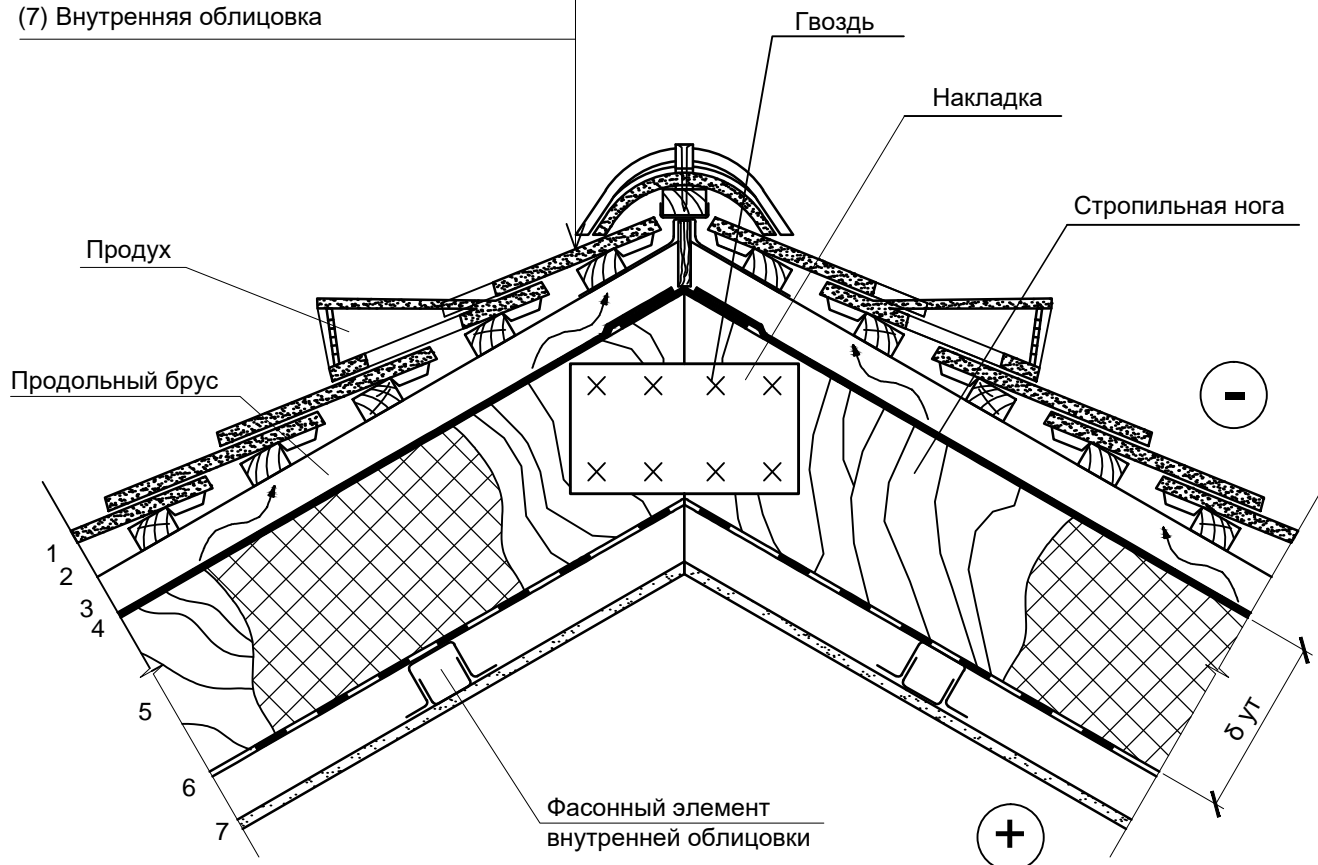 (7) Внутренняя облицовка
Гвоздь
Накладка
Стропильная нога
Продух
Продольный брус
-
1
2
3
4
5
6
7
δ ут
Фасонный элемент
внутренней облицовки
+